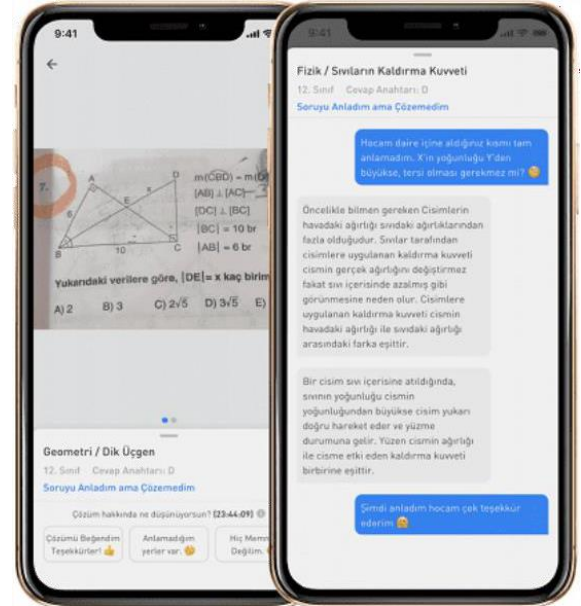 9:41
7.
A
D
E
x
6
B
10
C
m(CBD) = m(D
[AB] ⊥ [AC]
[DC] ⊥ [BC]
|BC| = 10 br
|AB| = 6 br
Yukarıdaki verilere göre, |DE|= x kaç birim
A) 2 B) 3 C) 2√5 D) 3√5 E)
Geometri / Dik Üçgen
12. Sınıf Cevap Anahtarı: D
Soruyu Anladım ama Çözemedim
Çözüm hakkında ne düşünüyorsun? (23:44:09)
Çözümü Beğendim
Teşekkürler!
Anlamadığım
yerler var.
Hiç Memn
Değilim.
9:41
Fizik / Sıvıların Kaldırma Kuvveti
12. Sınıf Cevap Anahtarı: D
Soruyu Anladım ama Çözemedim
Hocam daire içine aldığınız kısmı tam
anlamadım. X'in yoğunluğu Y'den
büyükse, tersi olması gerekmez mi?
Öncelikle bilmen gereken Cisimlerin
havadaki ağırlığı sıvıdaki ağırlıklarından
fazla olduğudur. Sıvılar tarafından
cisimlere uygulanan kaldırma kuvveti
cismin gerçek ağırlığını değiştirmez
fakat sıvı içerisinde azalmış gibi
görünmesine neden olur. Cisimlere
uygulanan kaldırma kuvveti cismin
havadaki ağırlığı ile sıvıdaki ağırlığı
arasındaki farka eşittir.
Bir cisim sıvı içerisine atıldığında,
sıvının yoğunluğu cismin
yoğunluğundan büyükse cisim yukarı
doğru hareket eder ve yüzme
durumuna gelir. Yüzen cismin ağırlığı
ile cisme etki eden kaldırma kuvveti
birbirine eşittir.
Şimdi anladım hocam çok teşekkür
ederim